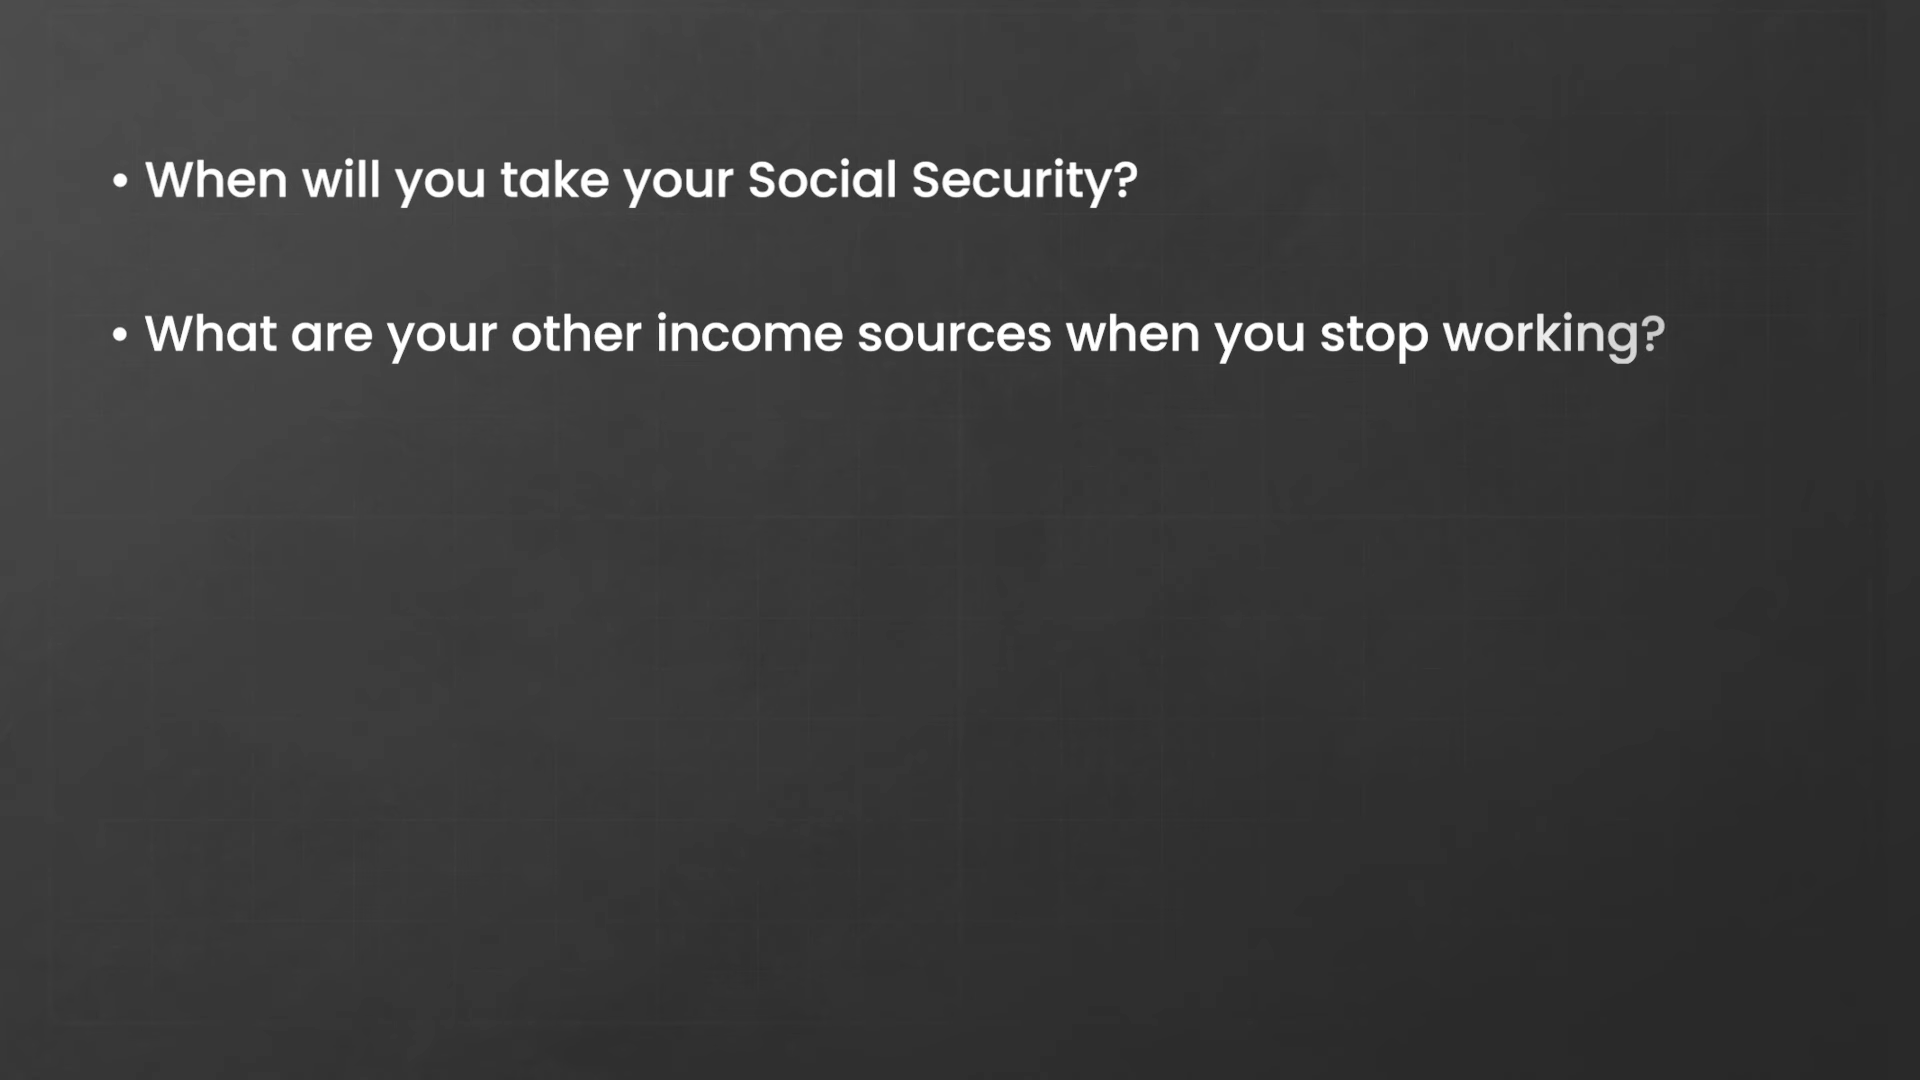 • When will you take your Social Security?
• What are your other income sources when you stop working?